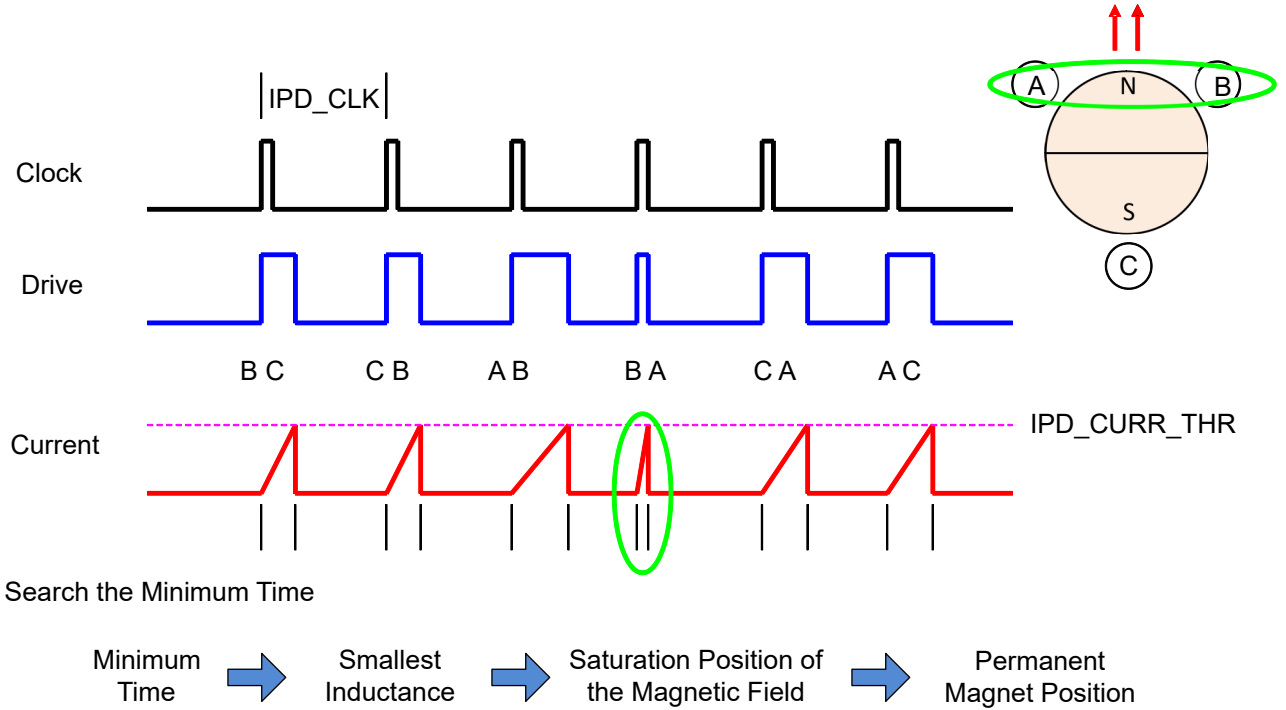 IPD_CLK
A
N
B
Clock
S
C
Drive
B C
C B
A B
B A
C A
A C
IPD_CURR_THR
Current
Search the Minimum Time
Minimum
Time
Smallest
Inductance
Saturation Position of
the Magnetic Field
Permanent
Magnet Position